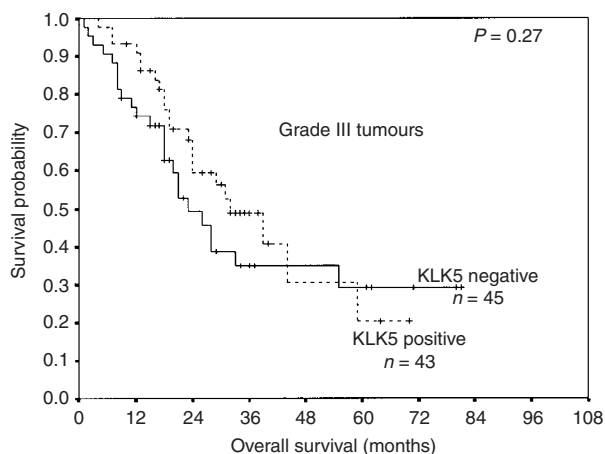 1.0
0.9
0.8
0.7
0.6
0.5
0.4
0.3
0.2
0.1
0.0
Survival probability
P = 0.27
Grade III tumours
KLK5 negative
n = 45
KLK5 positive
n = 43
0 12 24 36 48 60 72 84 96 108
Overall survival (months)